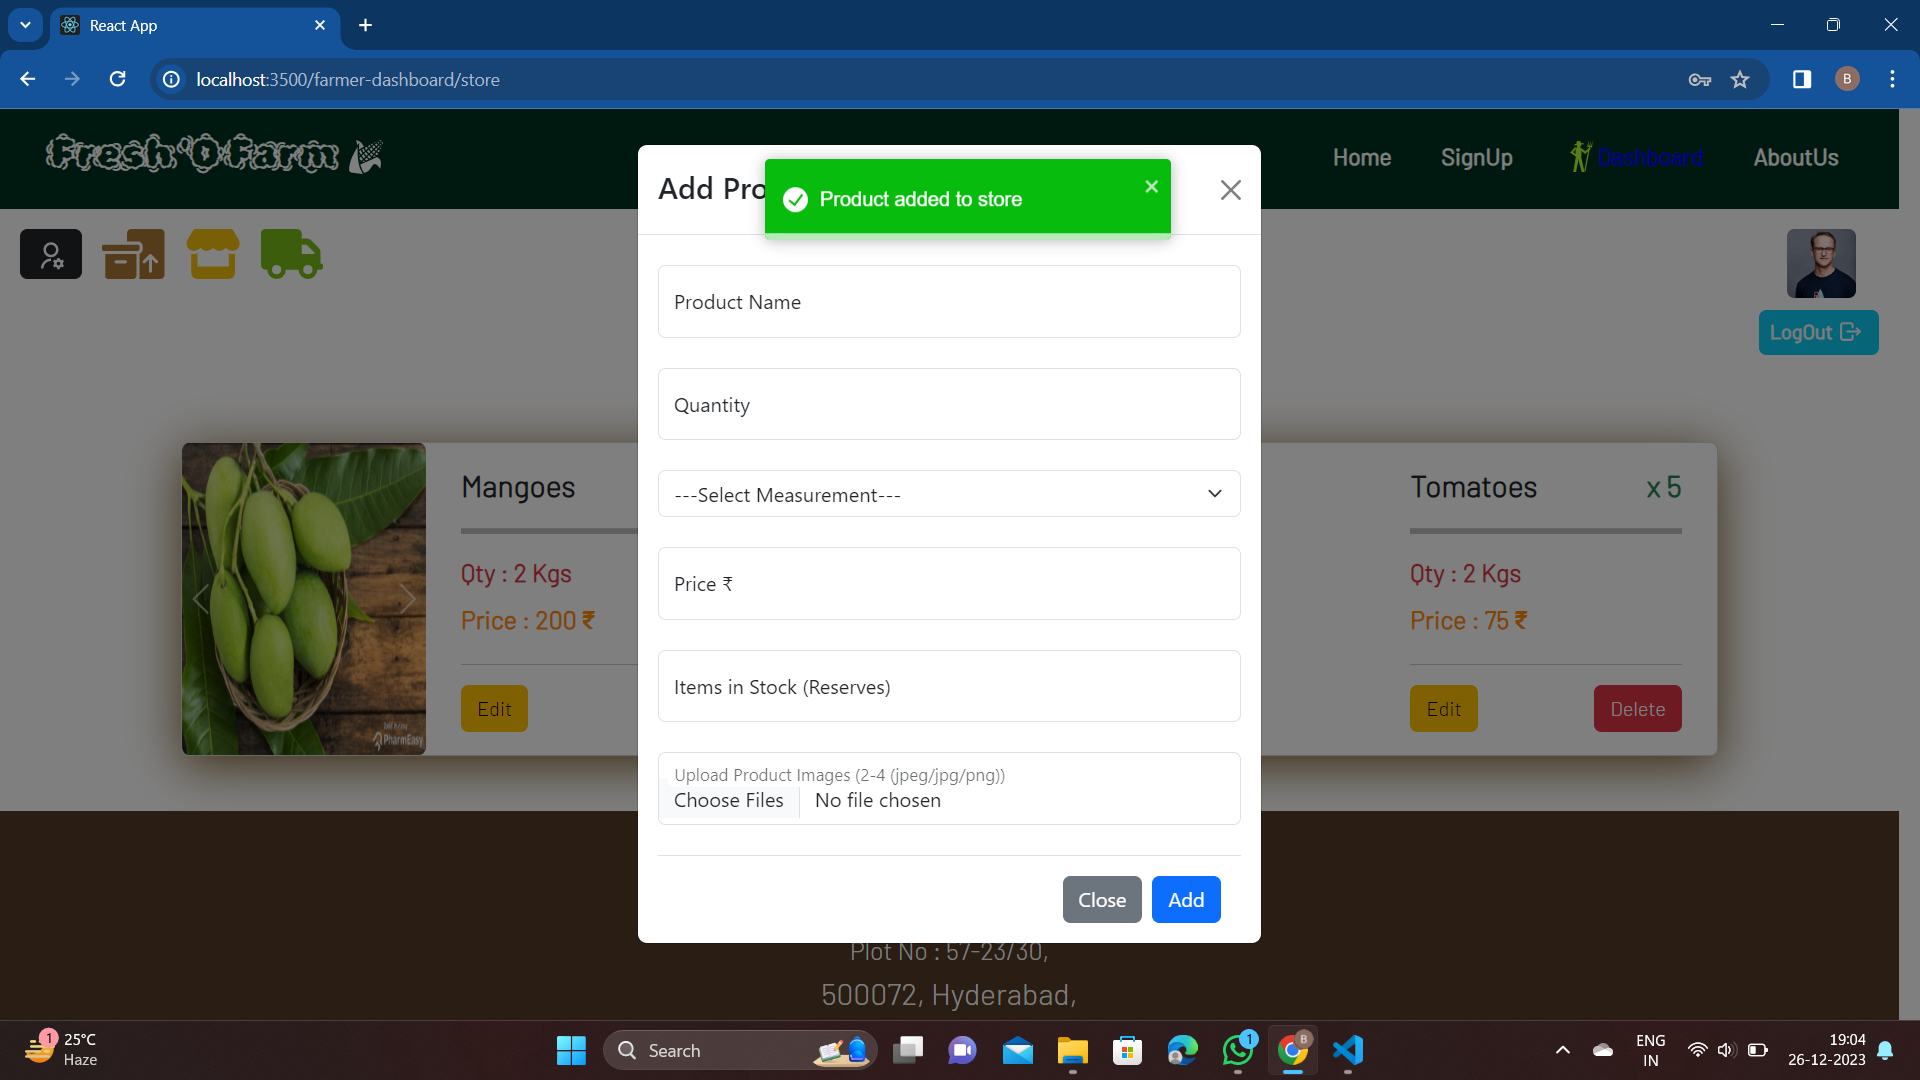 React App
localhost:3500/farmer-dashboard/store
B
Fresh'O'Farm
Home
SignUp
Dashboard
AboutUs
Product added to store
LogOut
Product Name
Quantity
---Select Measurement---
Price ₹
Items in Stock (Reserves)
Upload Product Images (2-4 (jpeg/jpg/png))
Choose Files No file chosen
Close
Add
Mangoes
Qty : 2 Kgs
Price : 200 ₹
Edit
PharmEasy
Tomatoes
x 5
Qty : 2 Kgs
Price : 75 ₹
Edit
Delete
Plot No : 57-23/30,
500072, Hyderabad,
1
25°C
Haze
Search
1
B
ENG
IN
19:04
26-12-2023